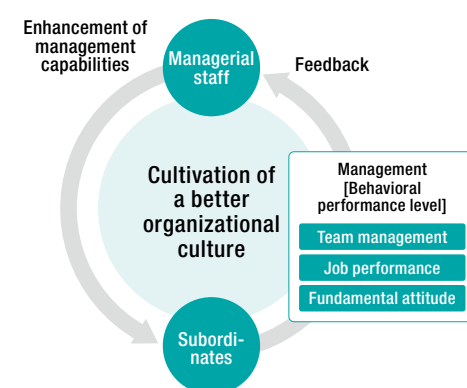 Enhancement of
management
capabilities
Managerial
staff
Feedback
Cultivation of
a better
organizational
culture
Management
[Behavioral
performance level]
Team management
Job performance
Fundamental attitude
Subordi-
nates